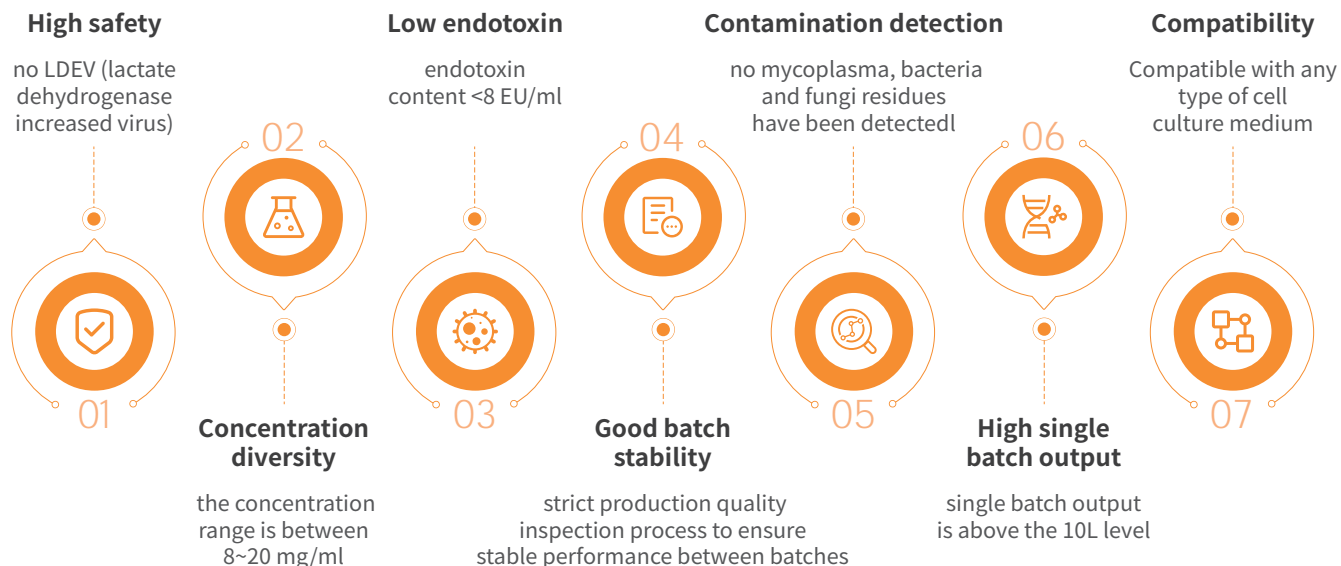 High safety
no LDEV (lactate
dehydrogenase
increased virus)
01
02
Concentration
diversity
the concentration
range is between
8~20 mg/ml
Low endotoxin
endotoxin
content <8 EU/ml
03
04
Good batch
stability
strict production quality
inspection process to ensure
stable performance between batches
Contamination detection
no mycoplasma, bacteria
and fungi residues
have been detectedl
05
06
High single
batch output
single batch output
is above the 10L level
Compatibility
Compatible with any
type of cell
culture medium
07